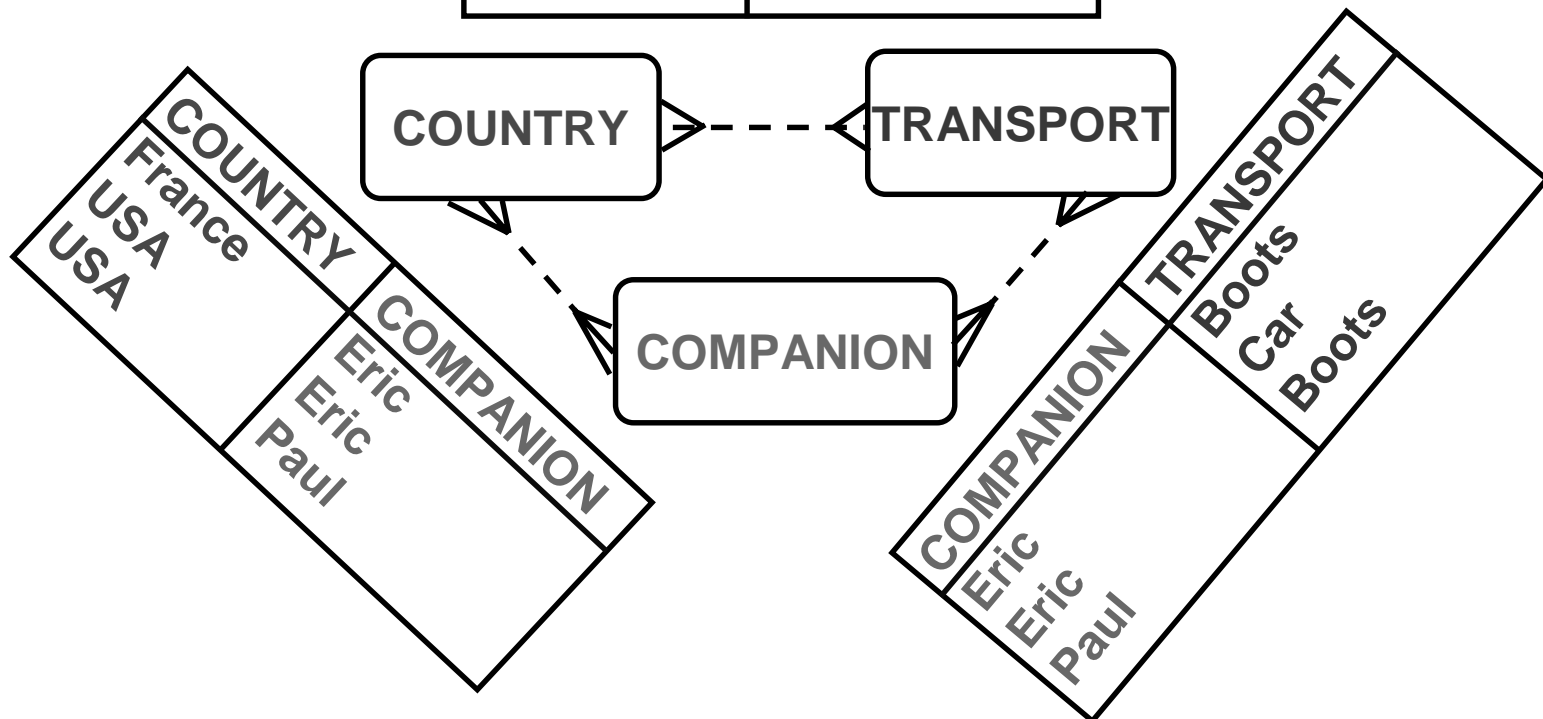 COUNTRY
TRANSPORT
COMPANION
COUNTRY COMPANION
France Eric
USA Eric
USA Paul
COMPANION TRANSPORT
Eric Boots
Eric Car
Paul Boots